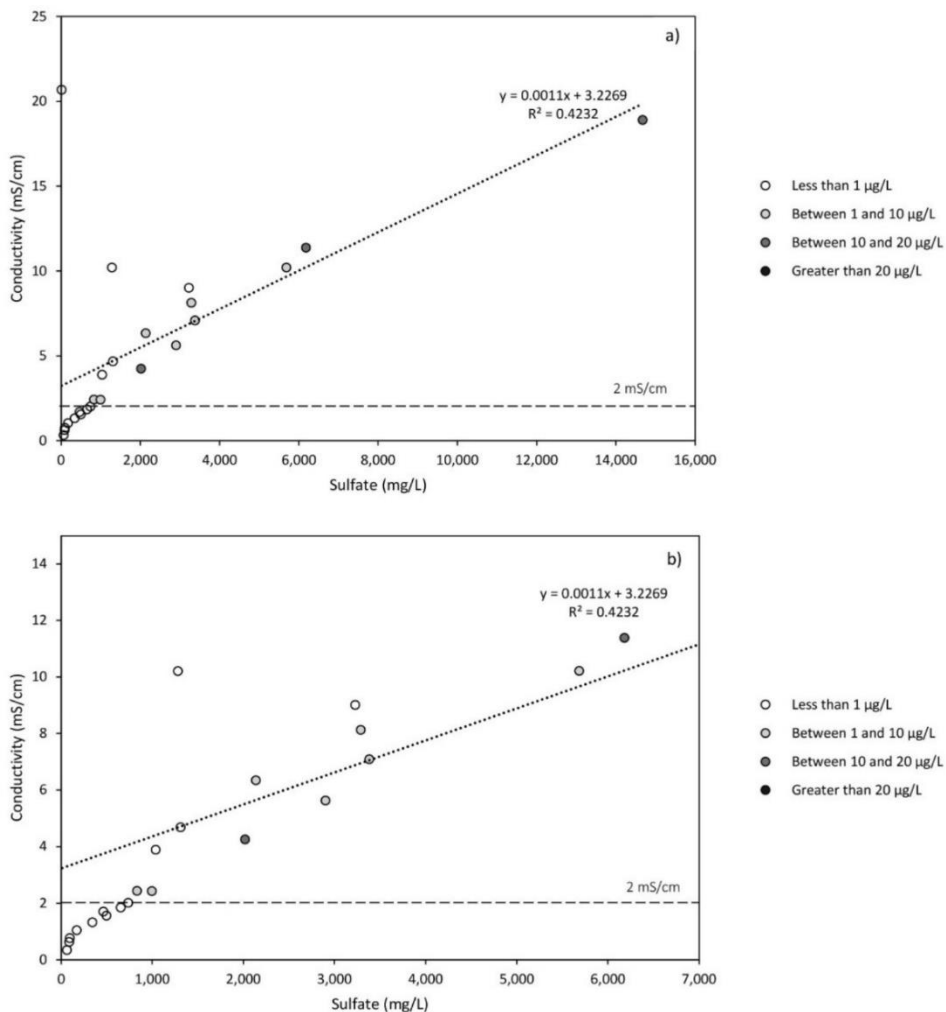 a)
25
20
15
10
5
0
Conductivity (mS/cm)
y = 0.0011x + 3.2269
R² = 0.4232
2 mS/cm
0 2,000 4,000 6,000 8,000 10,000 12,000 14,000 16,000
Sulfate (mg/L)
Less than 1 µg/L
Between 1 and 10 µg/L
Between 10 and 20 µg/L
Greater than 20 µg/L
b)
14
12
10
8
6
4
2
0
Conductivity (mS/cm)
y = 0.0011x + 3.2269
R² = 0.4232
2 mS/cm
0 1,000 2,000 3,000 4,000 5,000 6,000 7,000
Sulfate (mg/L)
Less than 1 µg/L
Between 1 and 10 µg/L
Between 10 and 20 µg/L
Greater than 20 µg/L